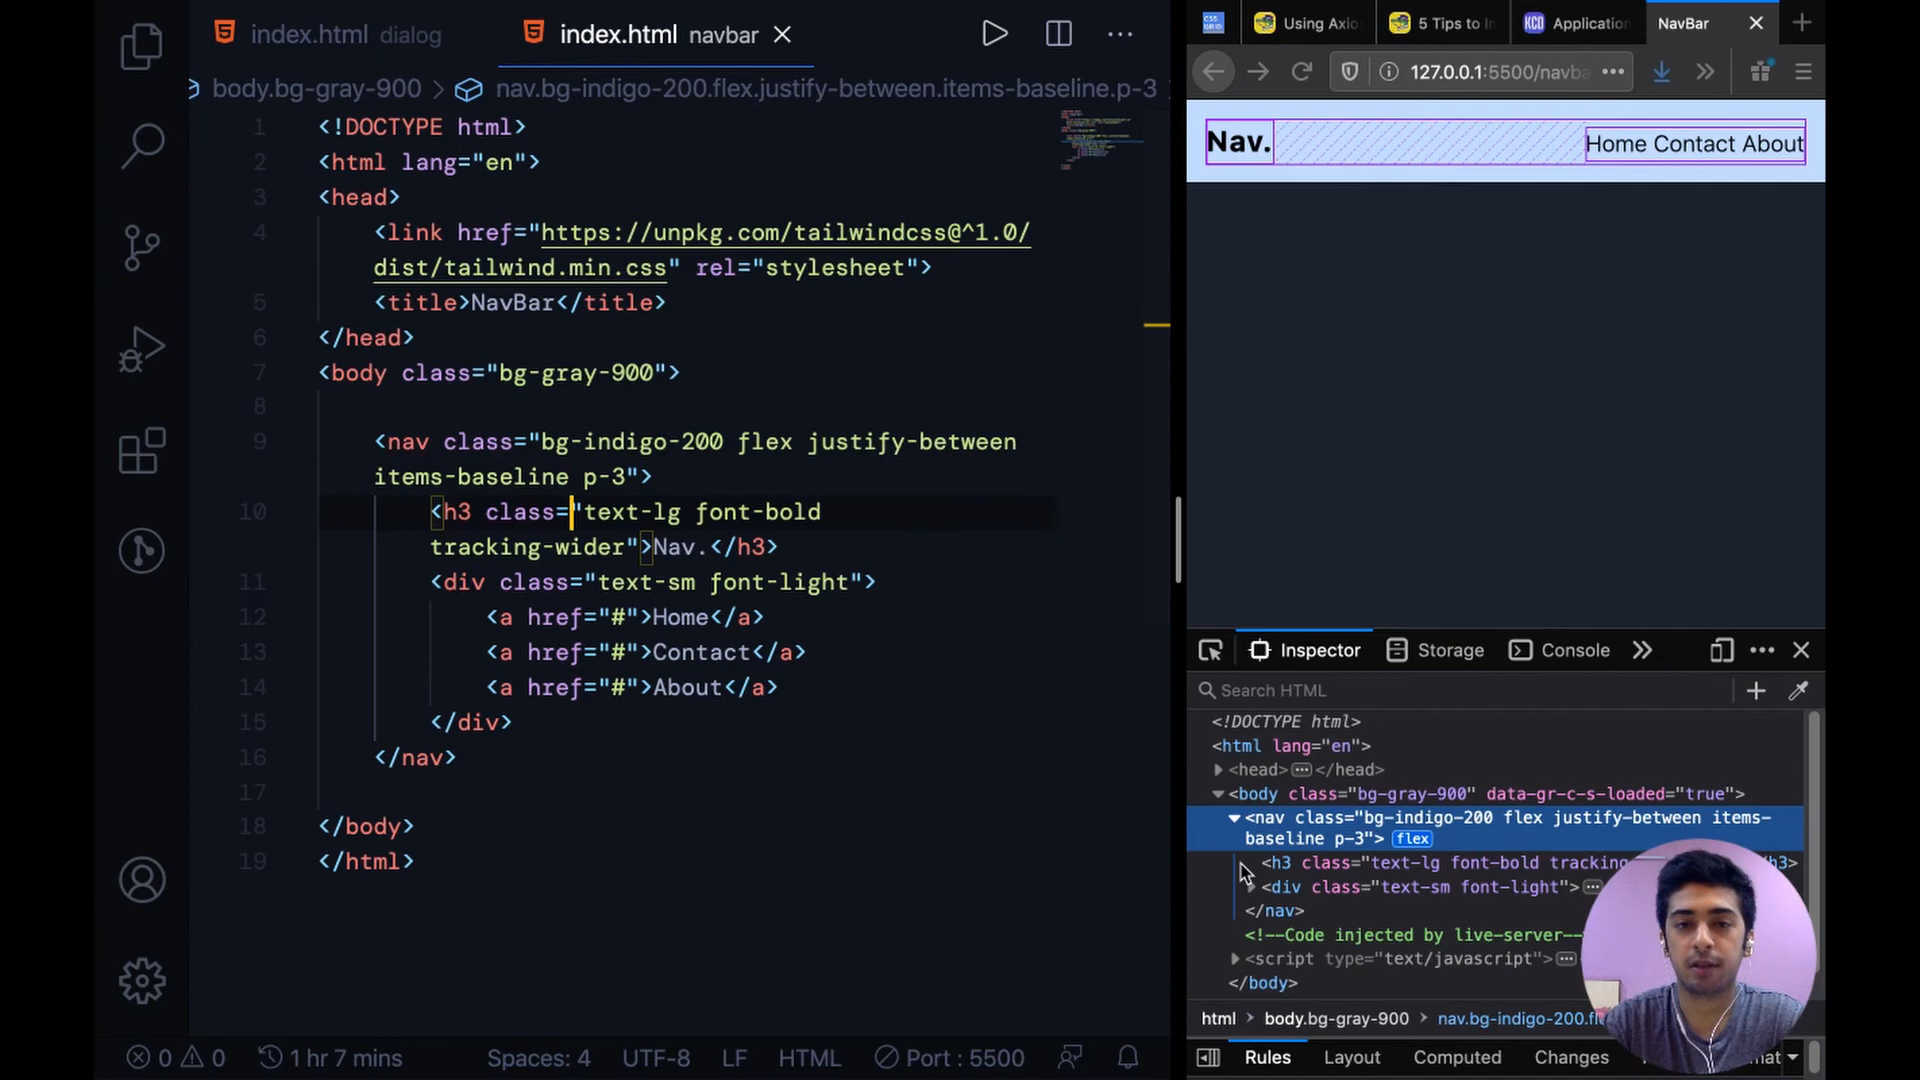 index.html dialog
index.html navbar
body.bg-gray-900 > nav.bg-indigo-200.flex.justify-between.items-baseline.p-3
1 <!DOCTYPE html>
2 <html lang="en">
3 <head>
4 <link href="https://unpkg.com/tailwindcss@^1.0/
dist/tailwind.min.css" rel="stylesheet">
5 <title>NavBar</title>
6 </head>
7 <body class="bg-gray-900">
8
9 <nav class="bg-indigo-200 flex justify-between
items-baseline p-3">
10 <h3 class="text-lg font-bold
tracking-wider">Nav.</h3>
11 <div class="text-sm font-light">
12 <a href="#">Home</a>
13 <a href="#">Contact</a>
14 <a href="#">About</a>
15 </div>
16 </nav>
17
18 </body>
19 </html>
0 0 1 hr 7 mins Spaces: 4 UTF-8 LF HTML Port : 5500
CSS GRID Using Axio 5 Tips to In KCD Application NavBar
127.0.0.1:5500/navba
Nav. Home Contact About
Inspector Storage Console
Search HTML
<!DOCTYPE html>
<html lang="en">
<head> </head>
<body class="bg-gray-900" data-gr-c-s-loaded="true">
<nav class="bg-indigo-200 flex justify-between items-
baseline p-3"> flex
<h3 class="text-lg font-bold tracking h3>
<div class="text-sm font-light">
</nav>
<!--Code injected by live-server--
<script type="text/javascript">
</body>
html > body.bg-gray-900 > nav.bg-indigo-200.fl
Rules Layout Computed Changes mat